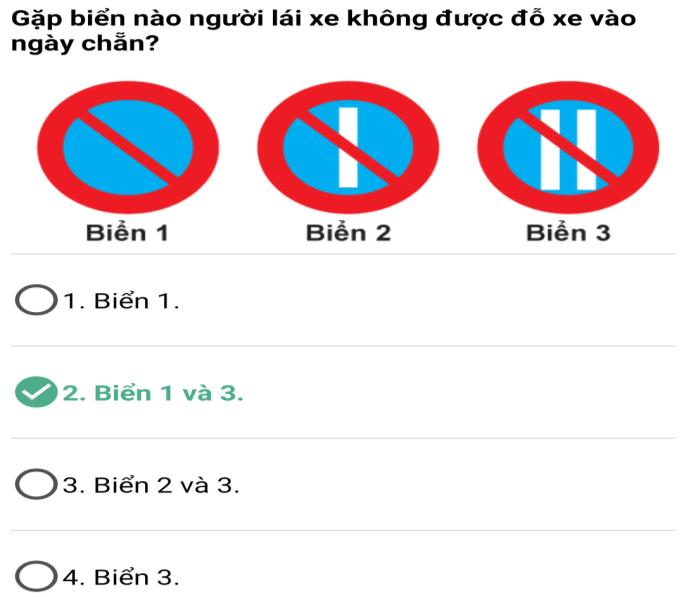 Gặp biển nào người lái xe không được đỗ xe vào
ngày chẵn?
Biển 1 Biển 2 Biển 3
1. Biển 1.
2. Biển 1 và 3.
3. Biển 2 và 3.
4. Biển 3.